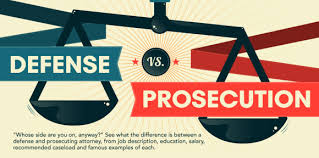 DEFENSE
VS.
PROSECUTION
"Whose side are you on, anyway?" See what the difference is between a
defense and prosecuting attorney, from job description, education, salary,
recommended caseload and famous examples of each.